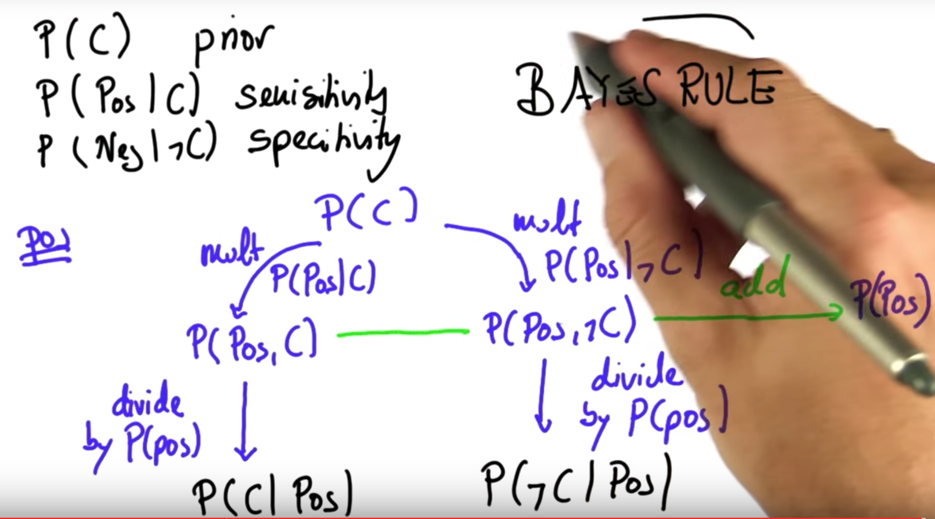 P(C) prior
P(Pos|C) sensitivity
P(Neg|¬C) specitivity
BAYES RULE
Pos
P(C)
mult
P(Pos|C)
mult
P(Pos|¬C)
add
P(Pos)
P(Pos, C)
P(Pos, ¬C)
divide
by P(pos)
divide
by P(pos)
P(C|Pos)
P(¬C|Pos)